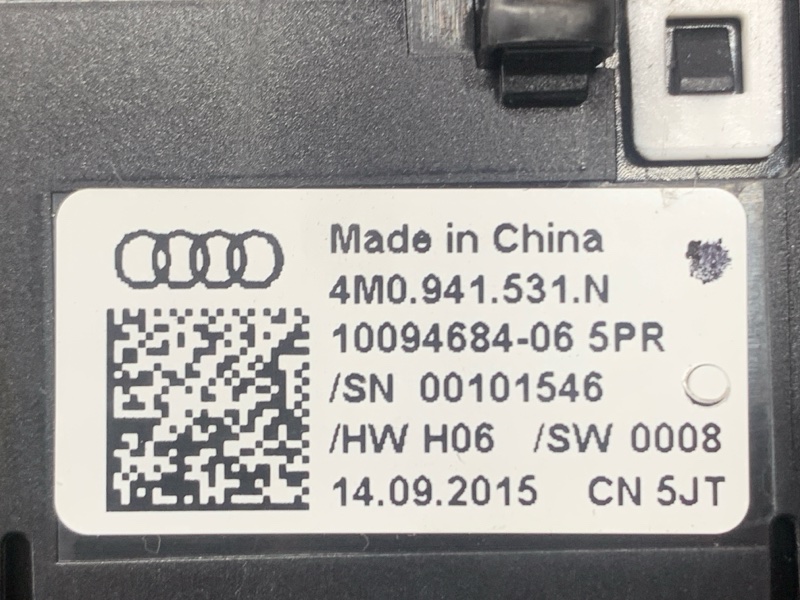 Made in China
4M0.941.531.N
10094684-06 5PR
/SN 00101546
/HW H06 /SW 0008
14.09.2015 CN 5JT